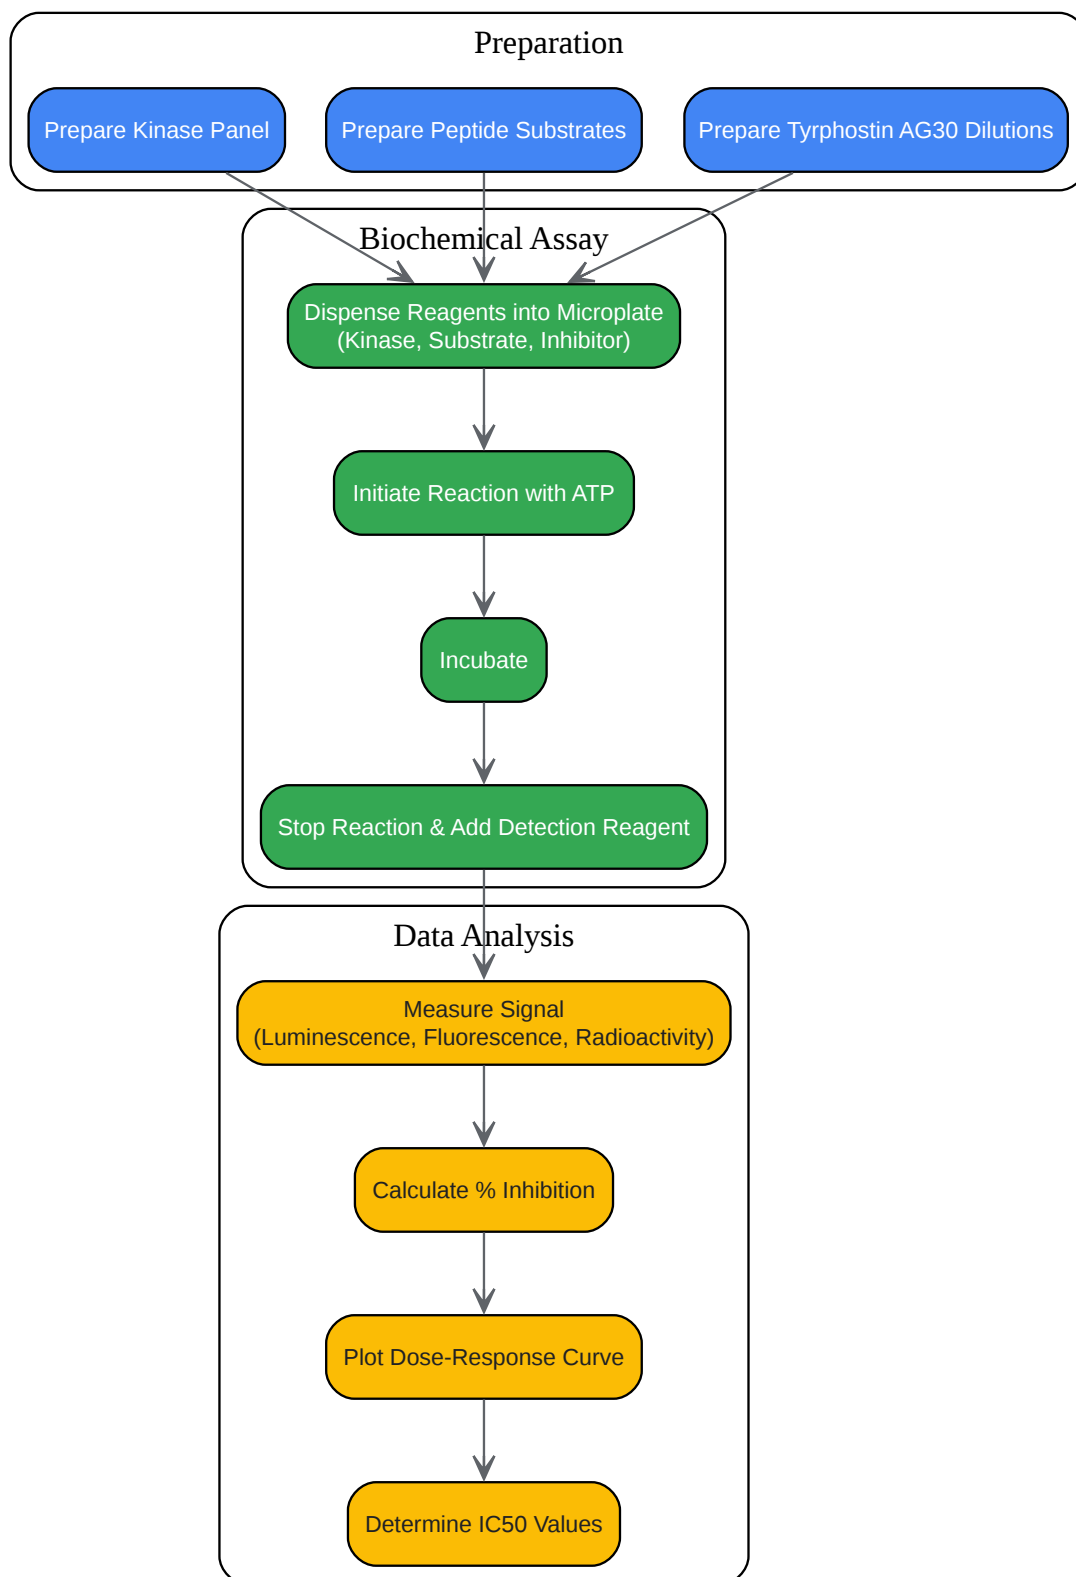 Preparation
Prepare Kinase Panel
Prepare Peptide Substrates
Prepare Tyrphostin AG30 Dilutions
Biochemical Assay
Dispense Reagents into Microplate
(Kinase, Substrate, Inhibitor)
Initiate Reaction with ATP
Incubate
Stop Reaction & Add Detection Reagent
Data Analysis
Measure Signal
(Luminescence, Fluorescence, Radioactivity)
Calculate % Inhibition
Plot Dose-Response Curve
Determine IC50 Values